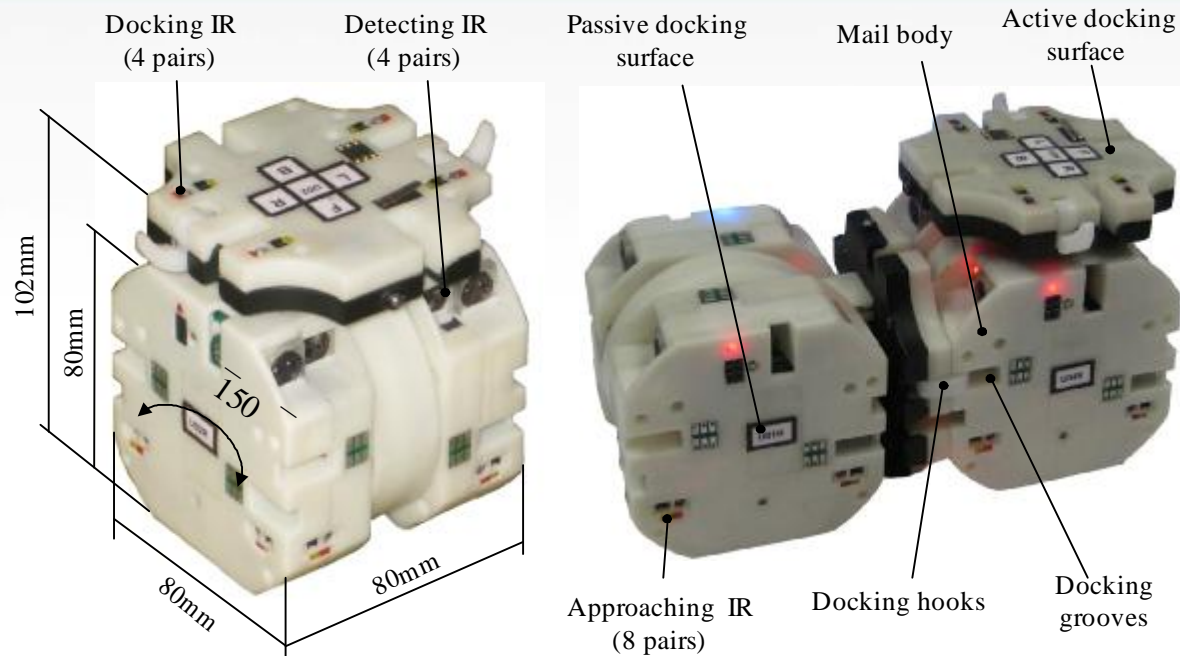 Docking IR
(4 pairs)
Detecting IR
(4 pairs)
Passive docking
surface
Mail body
Active docking
surface
102mm
80mm
150
80mm
80mm
B
L
R
F
Approaching IR
(8 pairs)
Docking hooks
Docking
grooves